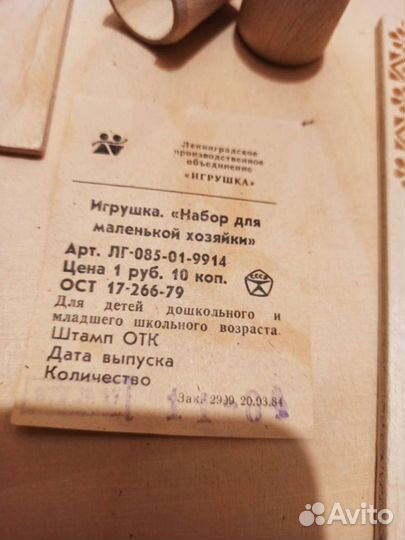 Ленинградское
производственное
объединение
«ИГРУШКА»
Игрушка. «Набор для
маленькой хозяйки»
Арт. ЛГ-085-01-9914
Цена 1 руб. 10 коп.
СССР
ОСТ 17-266-79
Для детей дошкольного и
младшего школьного возраста.
Штамп ОТК
Дата выпуска
Количество
Зак. 2909, 20.03.84
Avito